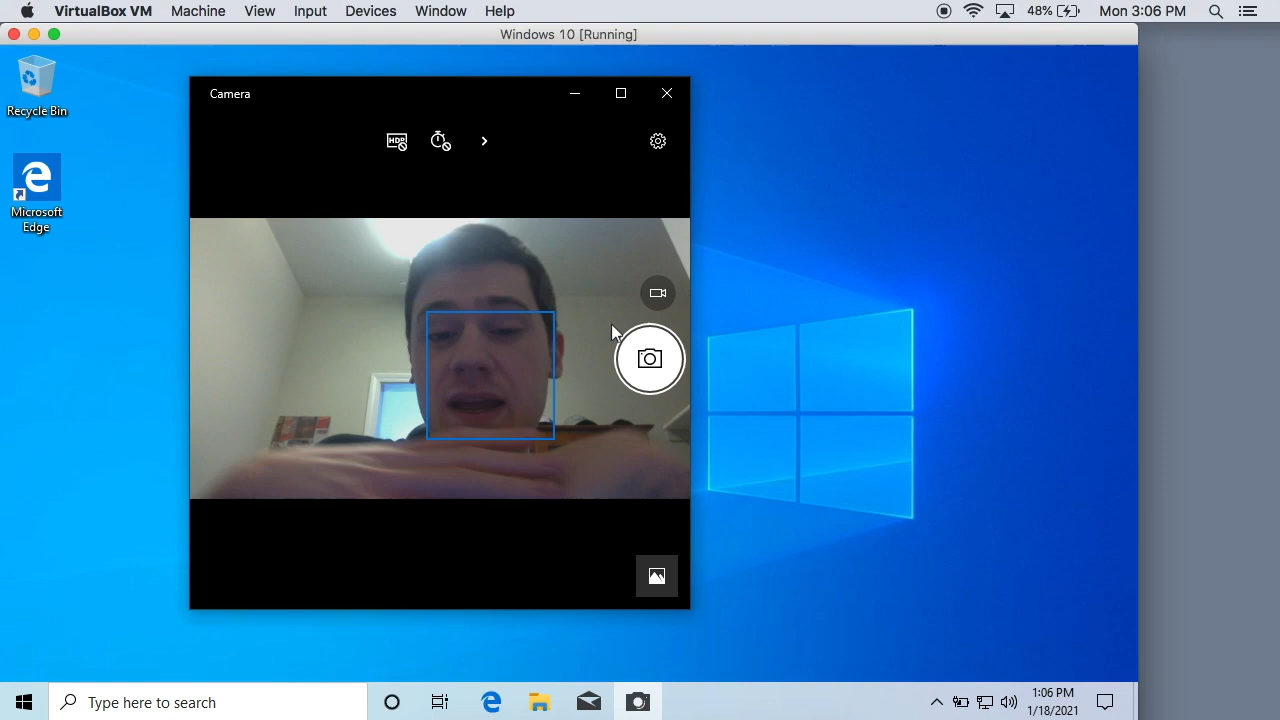 VirtualBox VM Machine View Input Devices Window Help 48% Mon 3:06 PM
Windows 10 [Running]
Recycle Bin
Microsoft
Edge
Camera
HDR
Type here to search
1:06 PM
1/18/2021